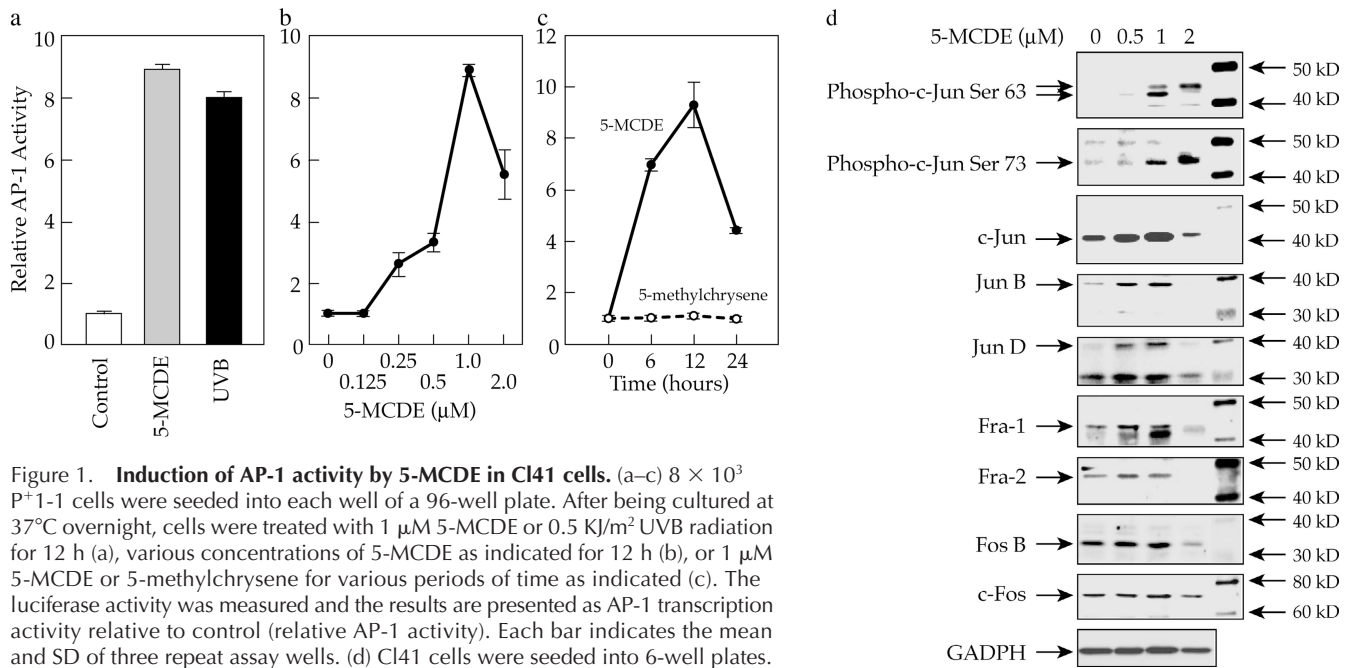 a
10
8
6
4
2
0
Relative AP-1 Activity
Control
5-MCDE
UVB
b
10
8
6
4
2
0
0
0.125
0.25
0.5
1.0
2.0
5-MCDE (μM)
c
12
10
8
6
4
2
0
5-MCDE
5-methylchrysene
0 6 12 24
Time (hours)
Figure 1. Induction of AP-1 activity by 5-MCDE in Cl41 cells. (a–c) 8 × 10³
P⁺1-1 cells were seeded into each well of a 96-well plate. After being cultured at
37°C overnight, cells were treated with 1 μM 5-MCDE or 0.5 KJ/m² UVB radiation
for 12 h (a), various concentrations of 5-MCDE as indicated for 12 h (b), or 1 μM
5-MCDE or 5-methylchrysene for various periods of time as indicated (c). The
luciferase activity was measured and the results are presented as AP-1 transcription
activity relative to control (relative AP-1 activity). Each bar indicates the mean
and SD of three repeat assay wells. (d) Cl41 cells were seeded into 6-well plates.
d
5-MCDE (μM) 0 0.5 1 2
Phospho-c-Jun Ser 63
50 kD
40 kD
Phospho-c-Jun Ser 73
50 kD
40 kD
c-Jun
50 kD
40 kD
Jun B
40 kD
30 kD
Jun D
40 kD
30 kD
Fra-1
50 kD
40 kD
Fra-2
50 kD
40 kD
Fos B
40 kD
30 kD
c-Fos
80 kD
60 kD
GADPH